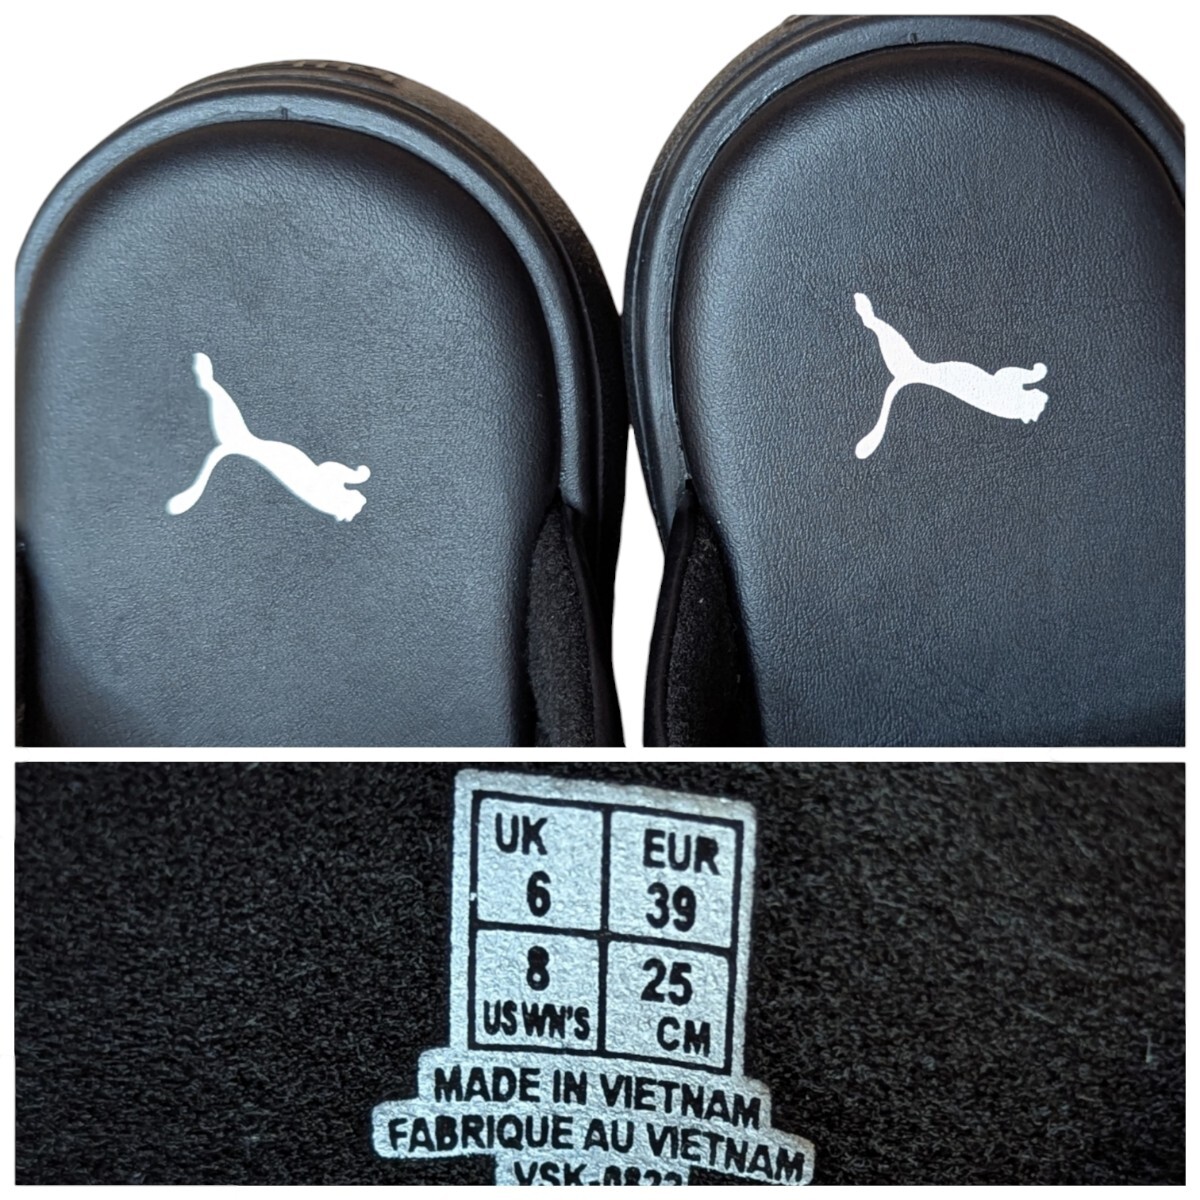 UK EUR
6 39
8 25
US WN'S CM
MADE IN VIETNAM
FABRIQUE AU VIETNAM